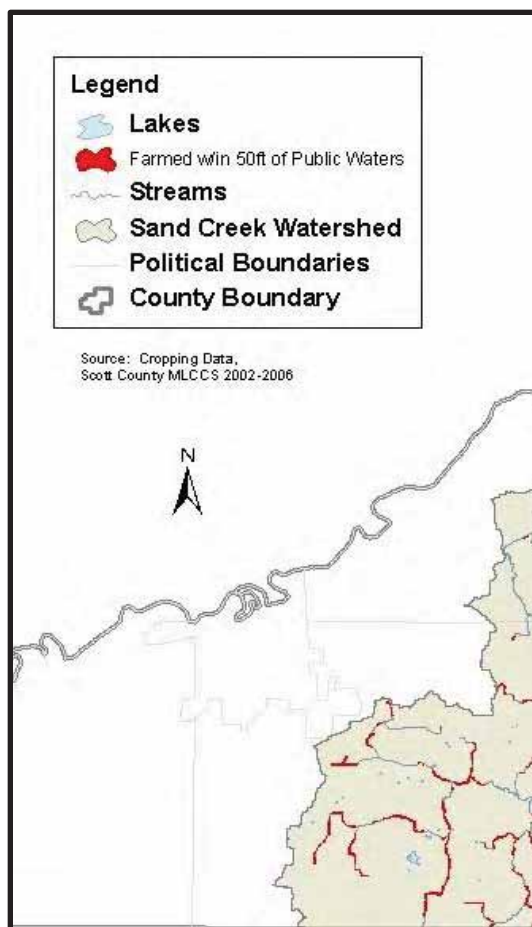 Legend
Lakes
Farmed w/in 50ft of Public Waters
Streams
Sand Creek Watershed
Political Boundaries
County Boundary
Source: Cropping Data,
Scott County MLCCS 2002-2006
N